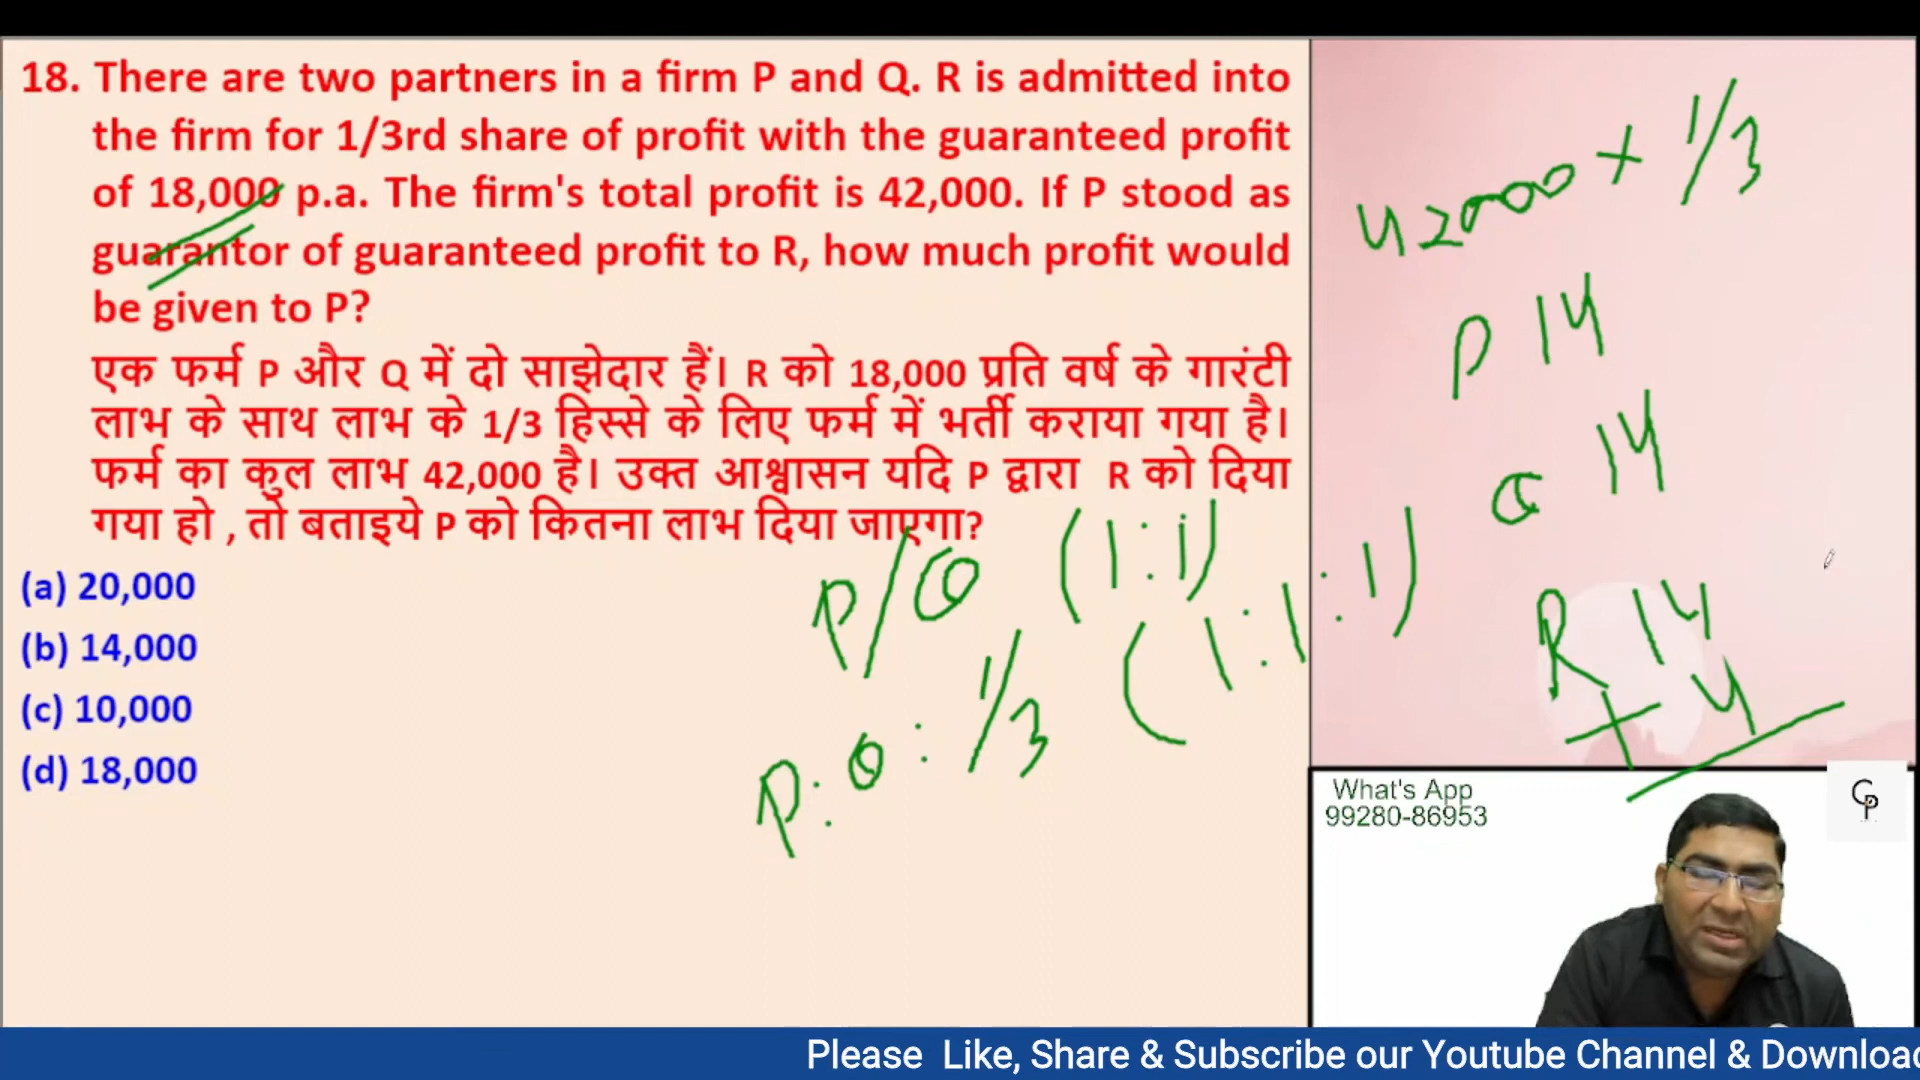 18. There are two partners in a firm P and Q. R is admitted into
the firm for 1/3rd share of profit with the guaranteed profit
of 18,000 p.a. The firm's total profit is 42,000. If P stood as
guarantor of guaranteed profit to R, how much profit would
be given to P?
एक फर्म P और Q में दो साझेदार हैं। R को 18,000 प्रति वर्ष के गारंटी
लाभ के साथ लाभ के 1/3 हिस्से के लिए फर्म में भर्ती कराया गया है।
फर्म का कुल लाभ 42,000 है। उक्त आश्वासन यदि P द्वारा R को दिया
गया हो , तो बताइये P को कितना लाभ दिया जाएगा?
(a) 20,000
(b) 14,000
(c) 10,000
(d) 18,000
P/Q (1:1)
P:Q:1/3 (1:1:1)
42000 × 1/3
P 14
Q 14
R 14
+ 4
What's App
99280-86953
CP
Please Like, Share & Subscribe our Youtube Channel & Downloa